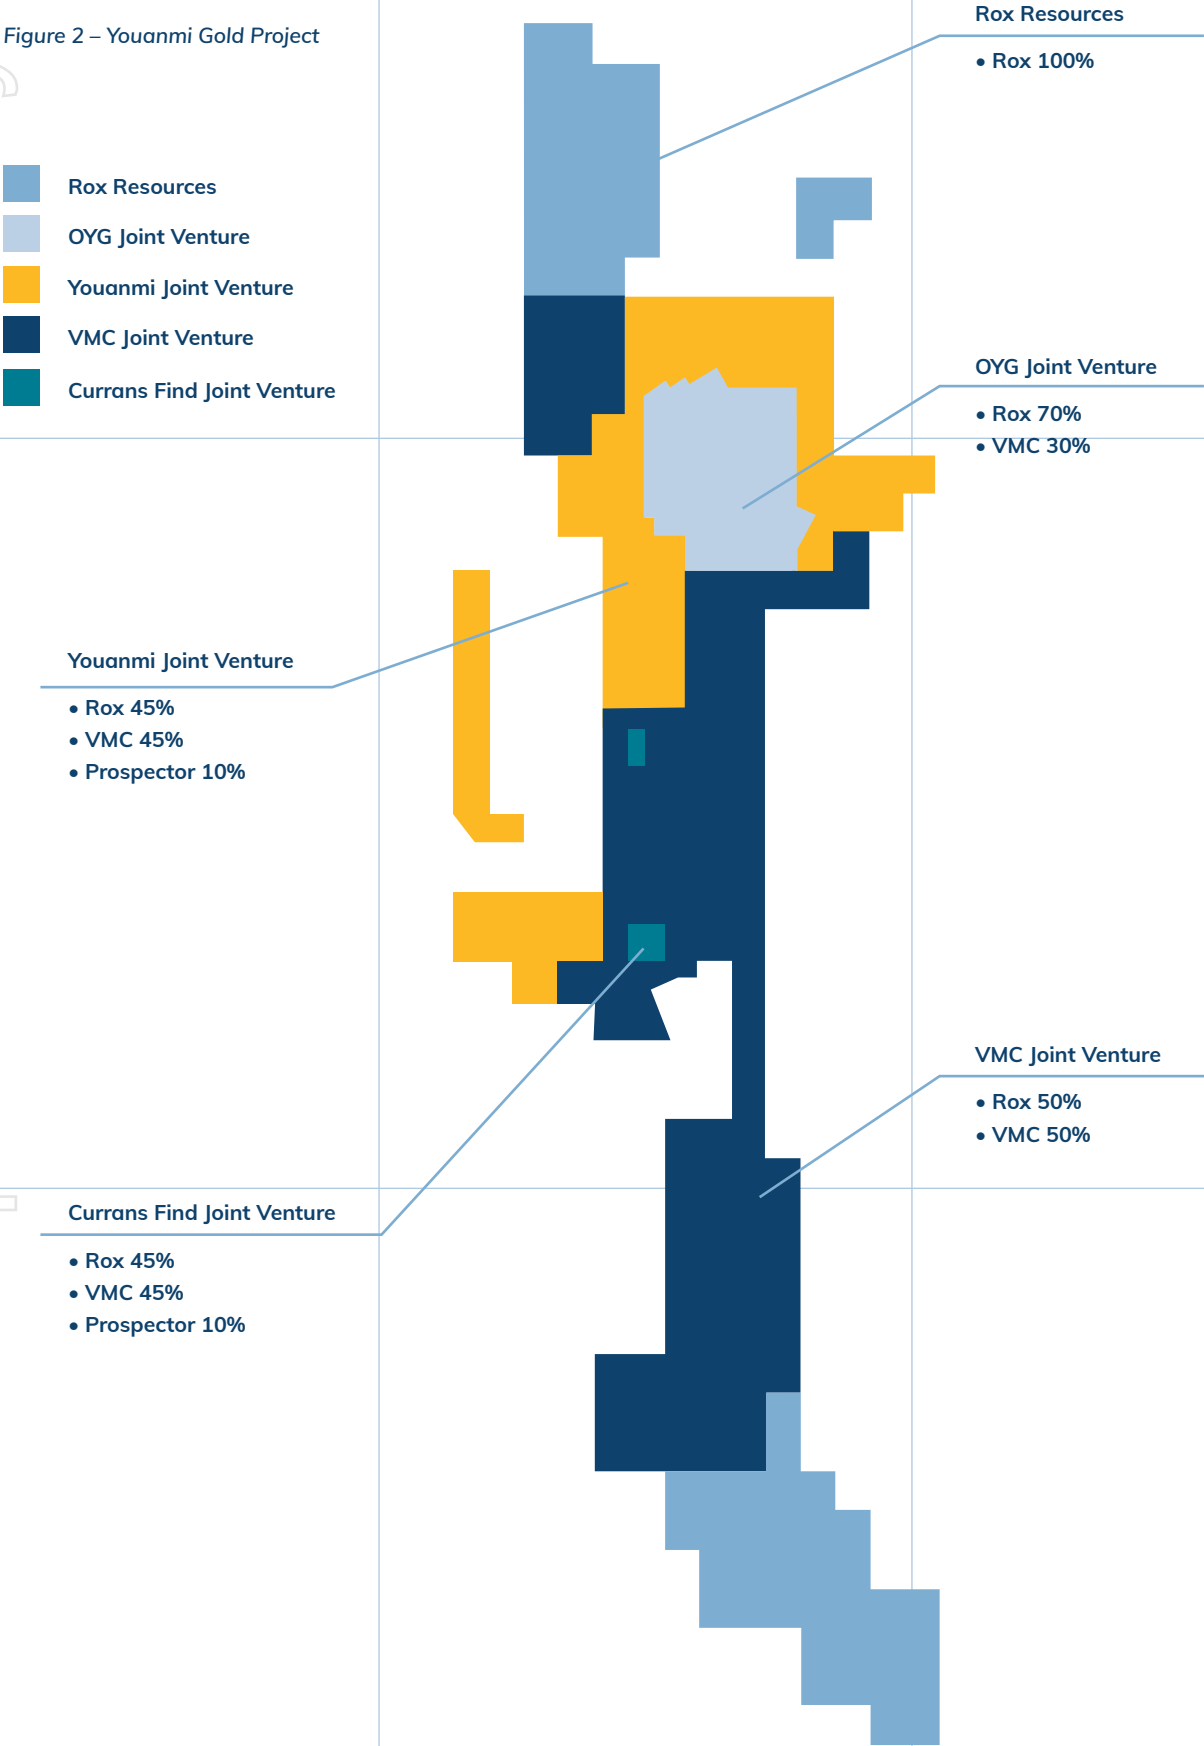 Figure 2 – Youanmi Gold Project
Rox Resources
OYG Joint Venture
Youanmi Joint Venture
VMC Joint Venture
Currans Find Joint Venture
Rox Resources
• Rox 100%
OYG Joint Venture
• Rox 70%
• VMC 30%
Youanmi Joint Venture
• Rox 45%
• VMC 45%
• Prospector 10%
VMC Joint Venture
• Rox 50%
• VMC 50%
Currans Find Joint Venture
• Rox 45%
• VMC 45%
• Prospector 10%